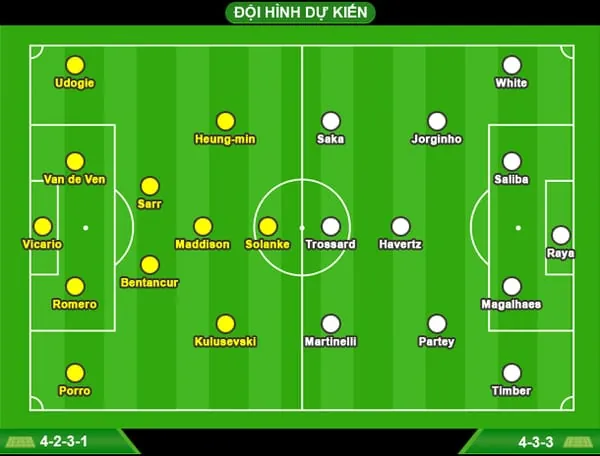 ĐỘI HÌNH DỰ KIẾN
Udogie
White
Heung-min
Saka
Jorginho
Van de Ven
Saliba
Sarr
Vicario
Maddison
Solanke
Trossard
Havertz
Raya
Bentancur
Romero
Magalhaes
Kulusevski
Martinelli
Partey
Porro
Timber
4-2-3-1
4-3-3